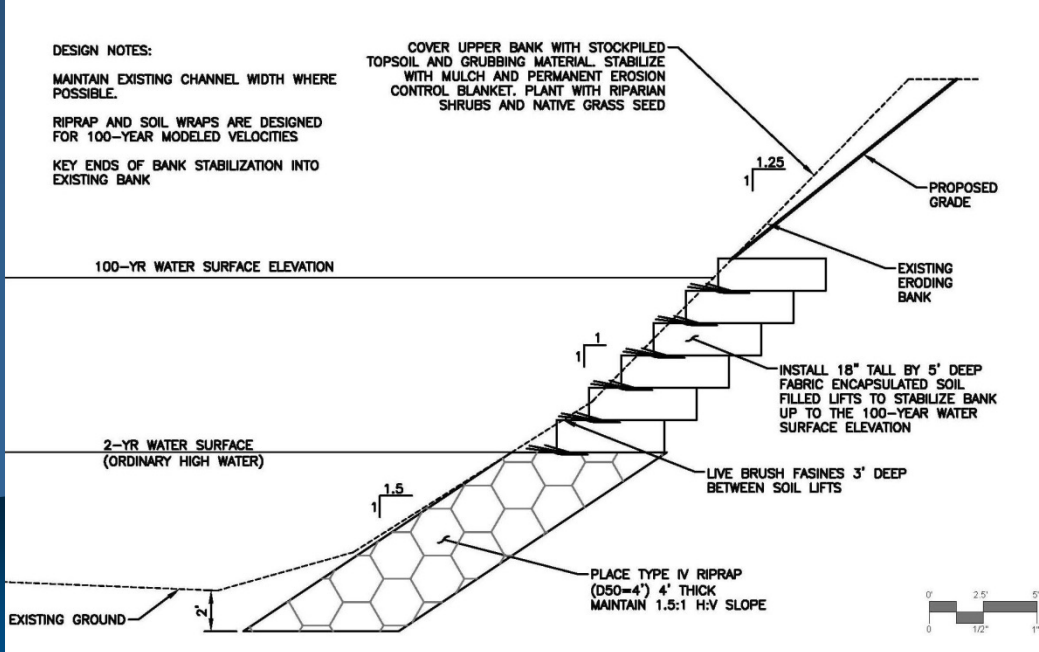 DESIGN NOTES:
MAINTAIN EXISTING CHANNEL WIDTH WHERE
POSSIBLE.
RIPRAP AND SOIL WRAPS ARE DESIGNED
FOR 100-YEAR MODELED VELOCITIES
KEY ENDS OF BANK STABILIZATION INTO
EXISTING BANK
COVER UPPER BANK WITH STOCKPILED
TOPSOIL AND GRUBBING MATERIAL. STABILIZE
WITH MULCH AND PERMANENT EROSION
CONTROL BLANKET. PLANT WITH RIPARIAN
SHRUBS AND NATIVE GRASS SEED
1.25
1
PROPOSED
GRADE
100-YR WATER SURFACE ELEVATION
EXISTING
ERODING
BANK
1
1
INSTALL 18" TALL BY 5' DEEP
FABRIC ENCAPSULATED SOIL
FILLED LIFTS TO STABILIZE BANK
UP TO THE 100-YEAR WATER
SURFACE ELEVATION
2-YR WATER SURFACE
(ORDINARY HIGH WATER)
LIVE BRUSH FASINES 3' DEEP
BETWEEN SOIL LIFTS
1.5
1
PLACE TYPE IV RIPRAP
(D50=4') 4' THICK
MAINTAIN 1.5:1 H:V SLOPE
2'
EXISTING GROUND
0' 2.5' 5'
0 1/2" 1"